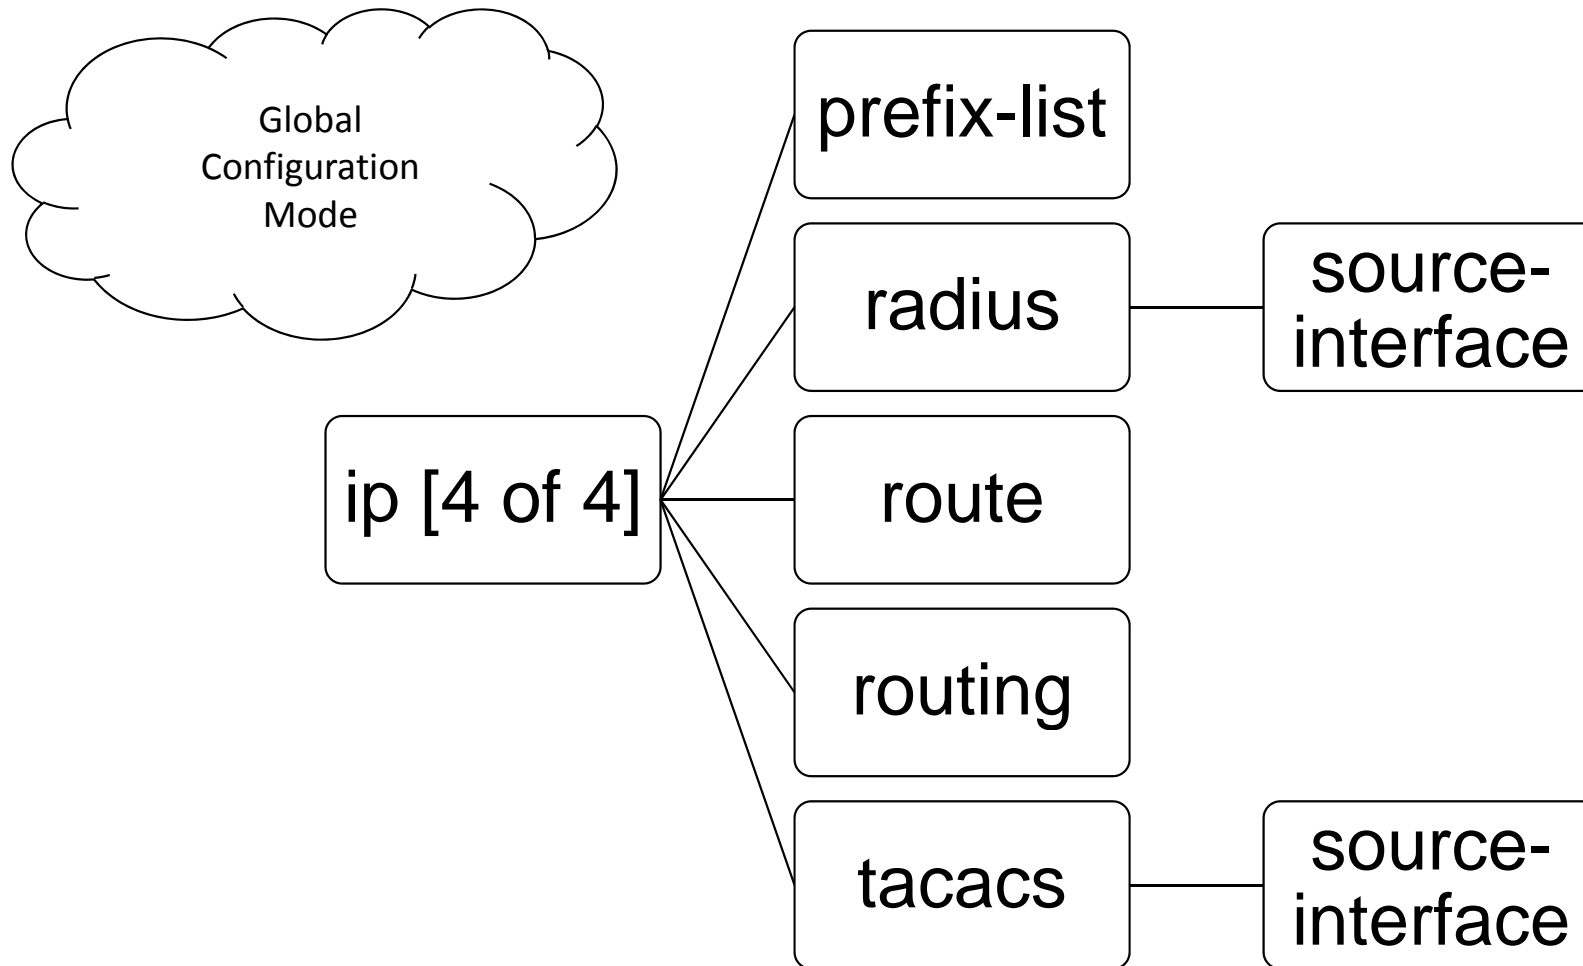 Global
Configuration
Mode
prefix-list
radius
source-
interface
ip [4 of 4]
route
routing
tacacs
source-
interface